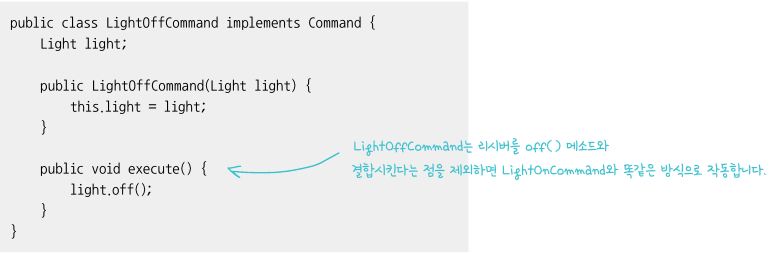 public class LightOffCommand implements Command {
    Light light;

    public LightOffCommand(Light light) {
        this.light = light;
    }

    public void execute() {
        light.off();
    }
}
LightOffCommand는 리시버를 off() 메소드와
결합시킨다는 점을 제외하면 LightOnCommand와 똑같은 방식으로 작동합니다.